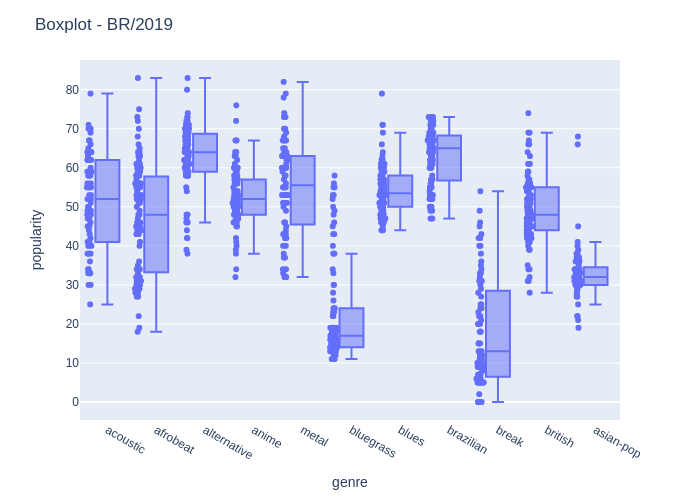 Boxplot - BR/2019
80
70
60
50
40
30
20
10
0
popularity
acoustic
afrobeat
alternative
anime
metal
bluegrass
blues
brazilian
break
british
asian-pop
genre